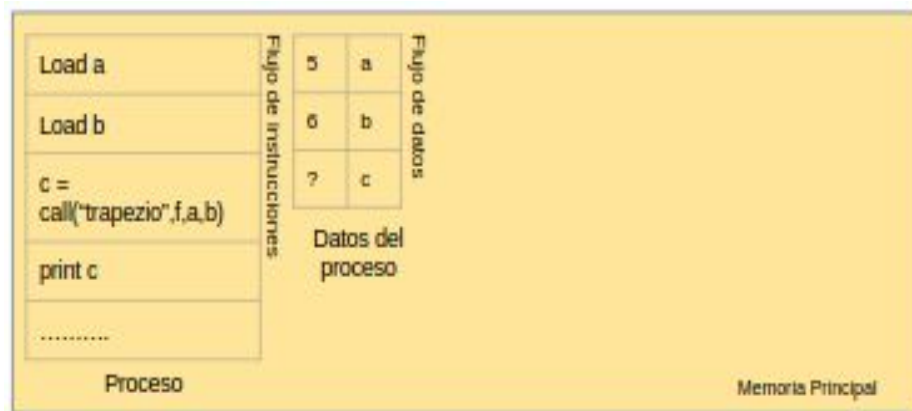 Load a
Load b
c =
call("trapezio",f,a,b)
print c
..........
Proceso
Flujo de instrucciones
5 a
6 b
? c
Flujo de datos
Datos del
proceso
Memoria Principal